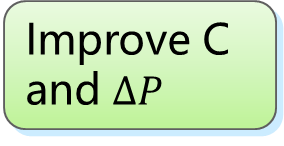 Improve C
and Δ𝑃